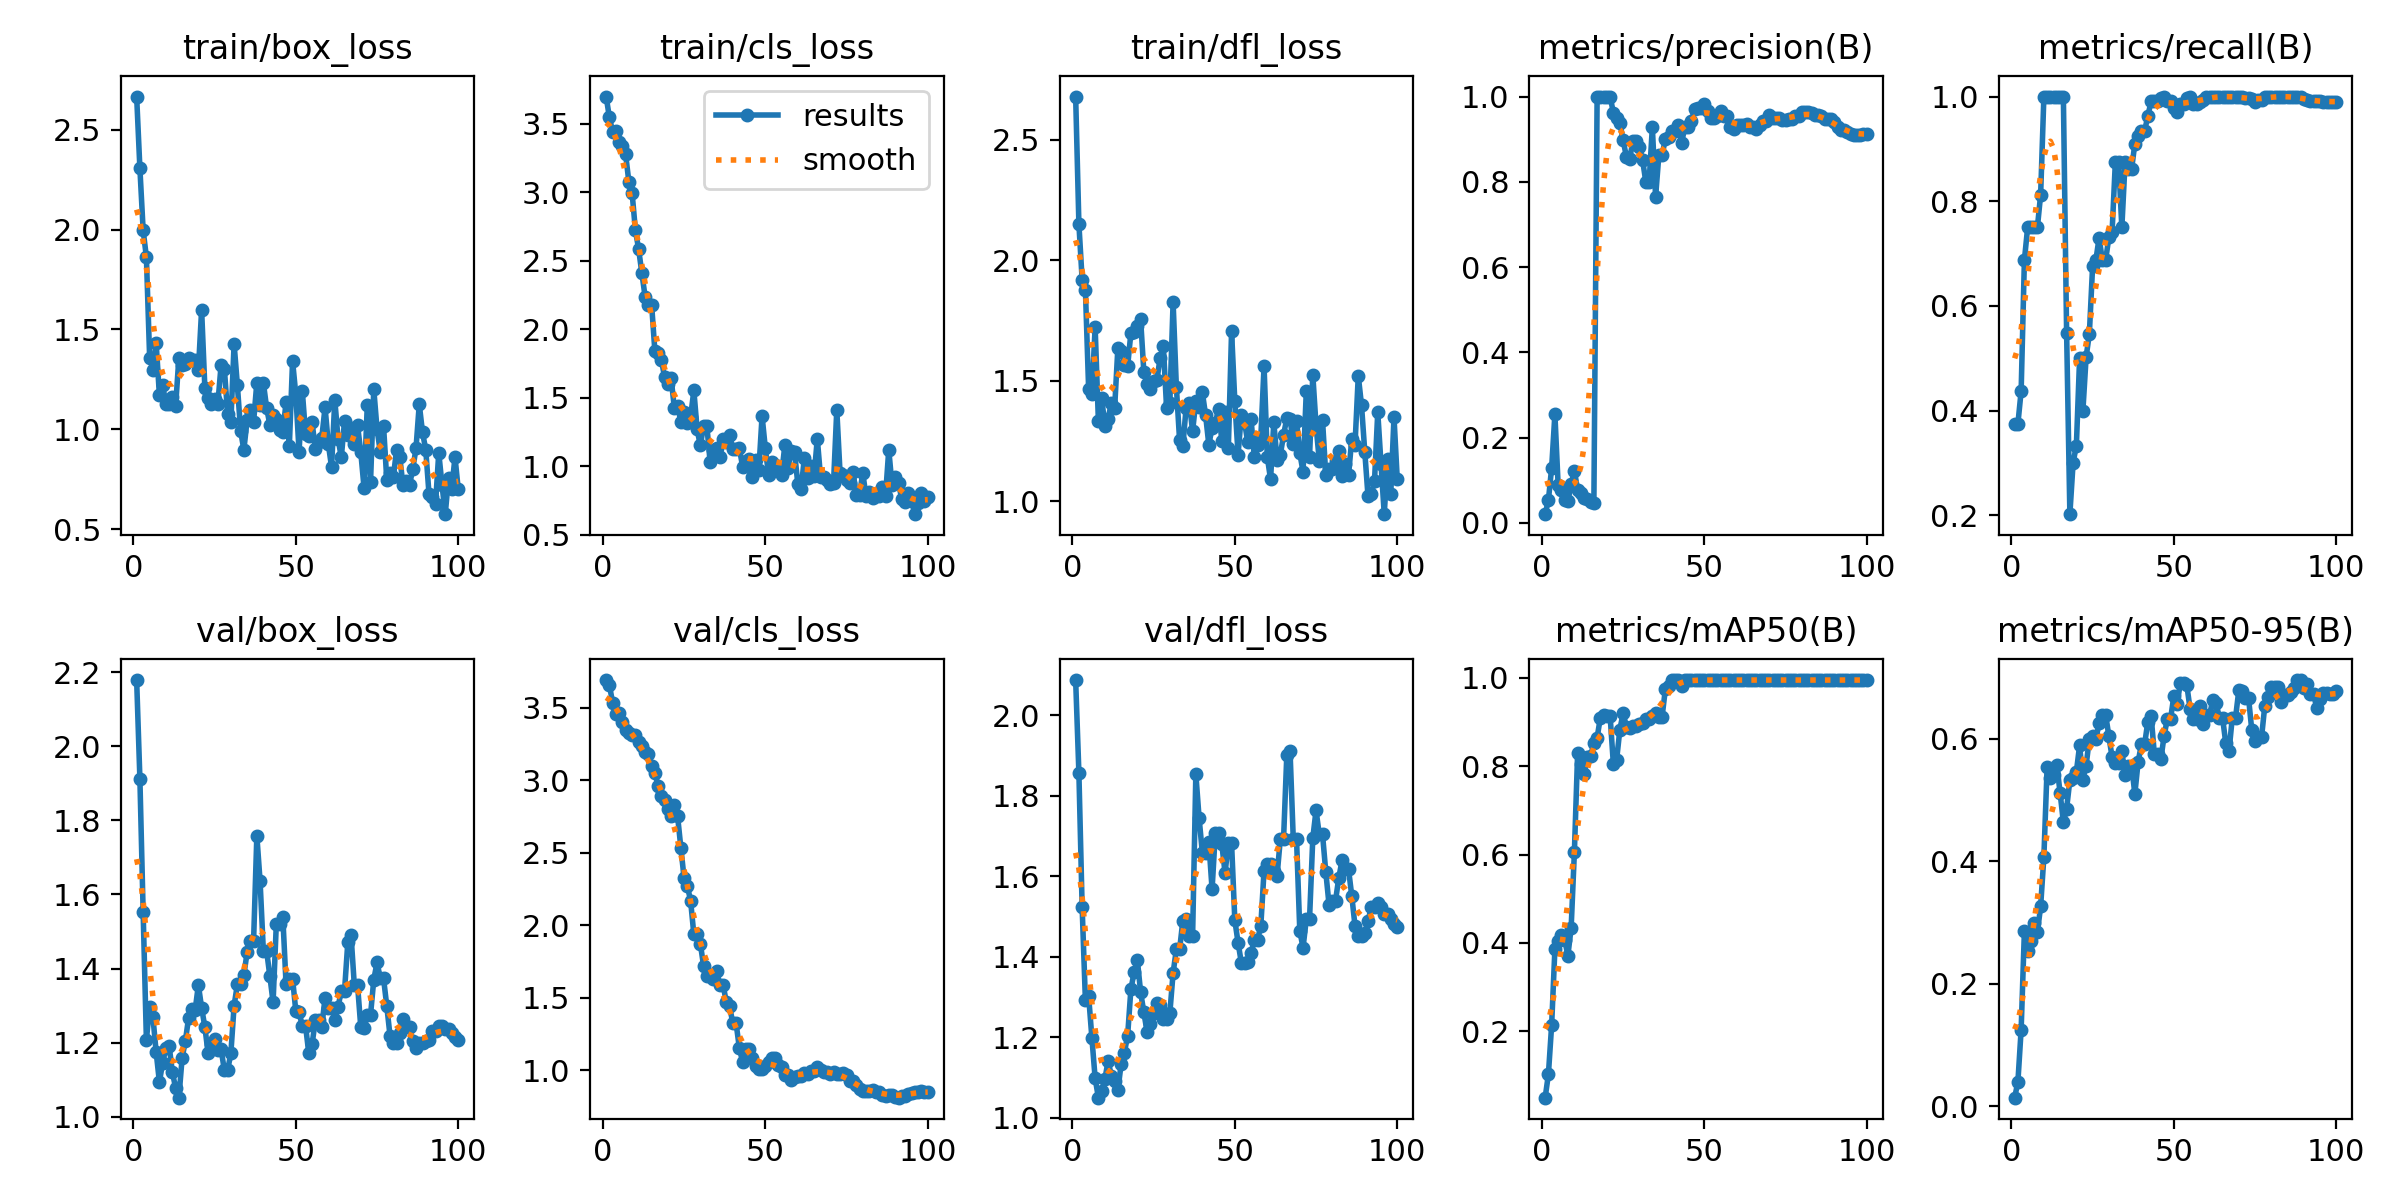 train/box_loss
train/cls_loss
train/dfl_loss
metrics/precision(B)
metrics/recall(B)
2.5
2.0
1.5
1.0
0.5
0 50 100
results
smooth
3.5
3.0
2.5
2.0
1.5
1.0
0.5
0 50 100
2.5
2.0
1.5
1.0
0 50 100
1.0
0.8
0.6
0.4
0.2
0.0
0 50 100
1.0
0.8
0.6
0.4
0.2
0 50 100
val/box_loss
val/cls_loss
val/dfl_loss
metrics/mAP50(B)
metrics/mAP50-95(B)
2.2
2.0
1.8
1.6
1.4
1.2
1.0
0 50 100
3.5
3.0
2.5
2.0
1.5
1.0
0 50 100
2.0
1.8
1.6
1.4
1.2
1.0
0 50 100
1.0
0.8
0.6
0.4
0.2
0 50 100
0.6
0.4
0.2
0.0
0 50 100